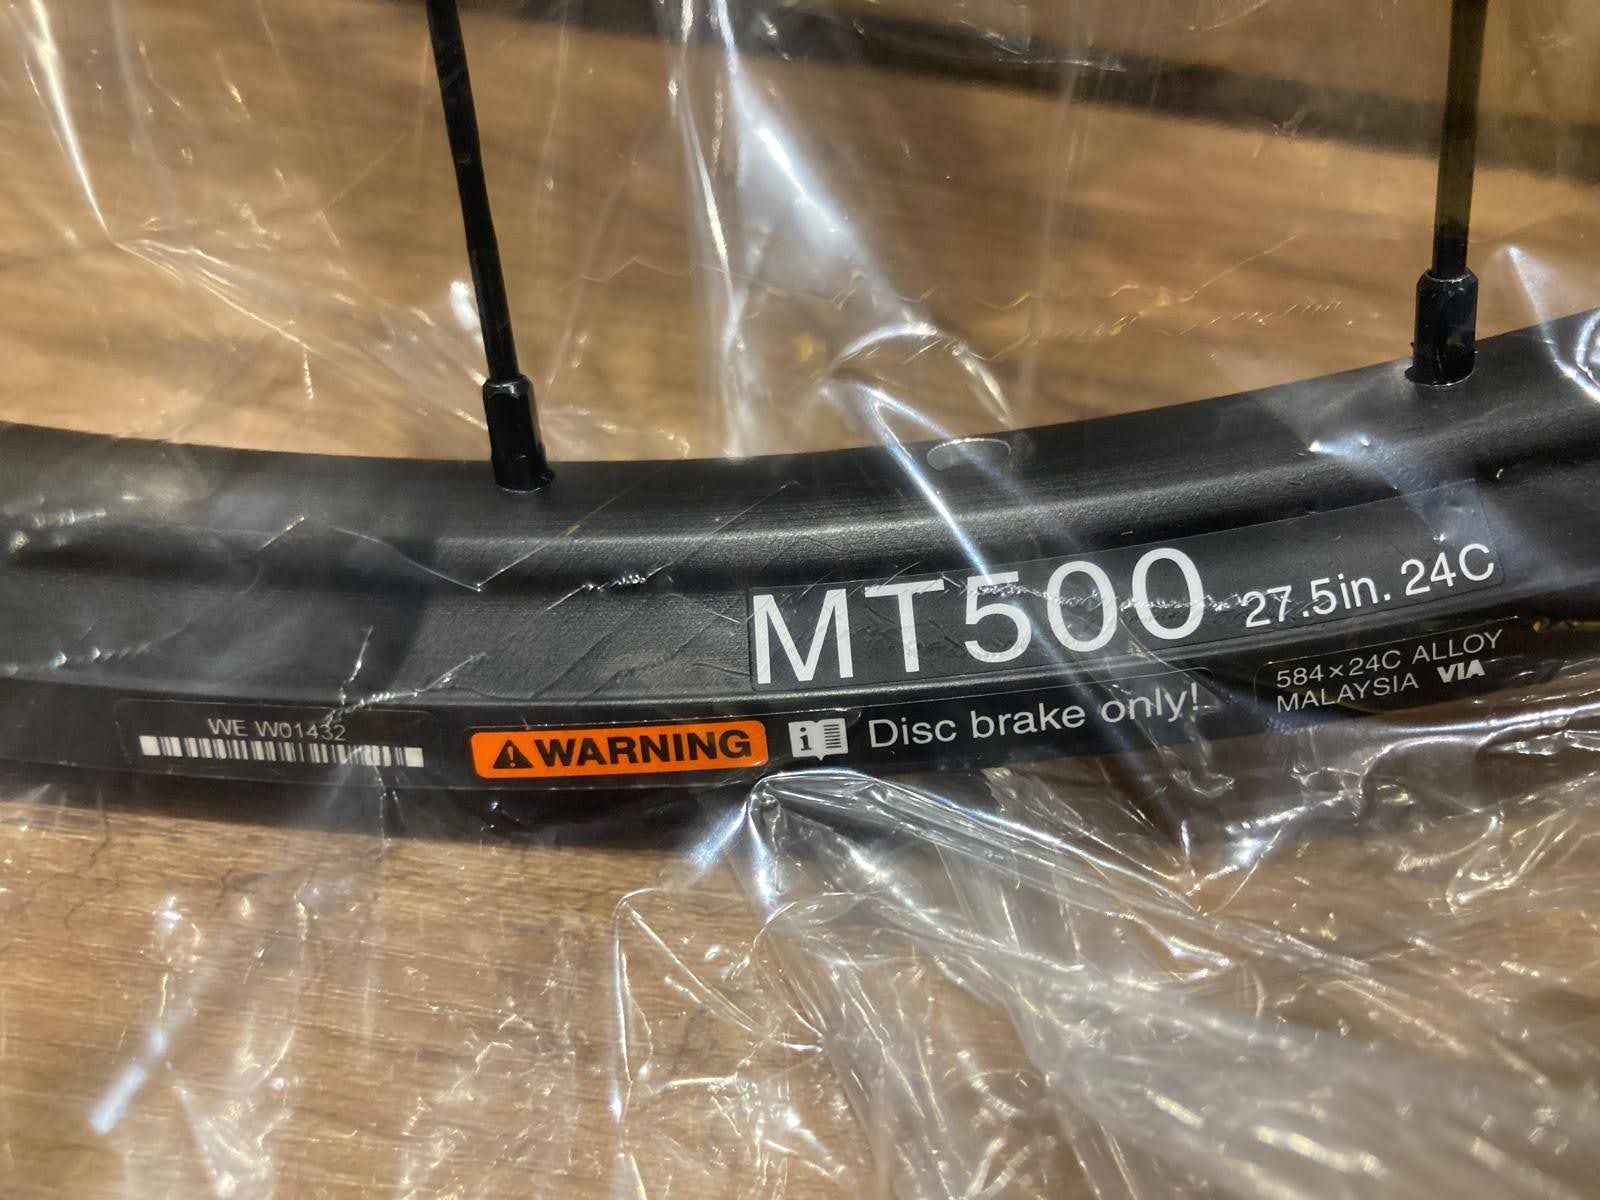 MT500 27.5in. 24C
584×24C ALLOY
MALAYSIA VIA
WE W01432
WARNING i Disc brake only!